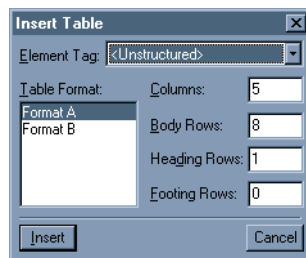 Insert Table
Element Tag: <Unstructured>
Table Format:
Format A
Format B
Columns: 5
Body Rows: 8
Heading Rows: 1
Footing Rows: 0
Insert
Cancel